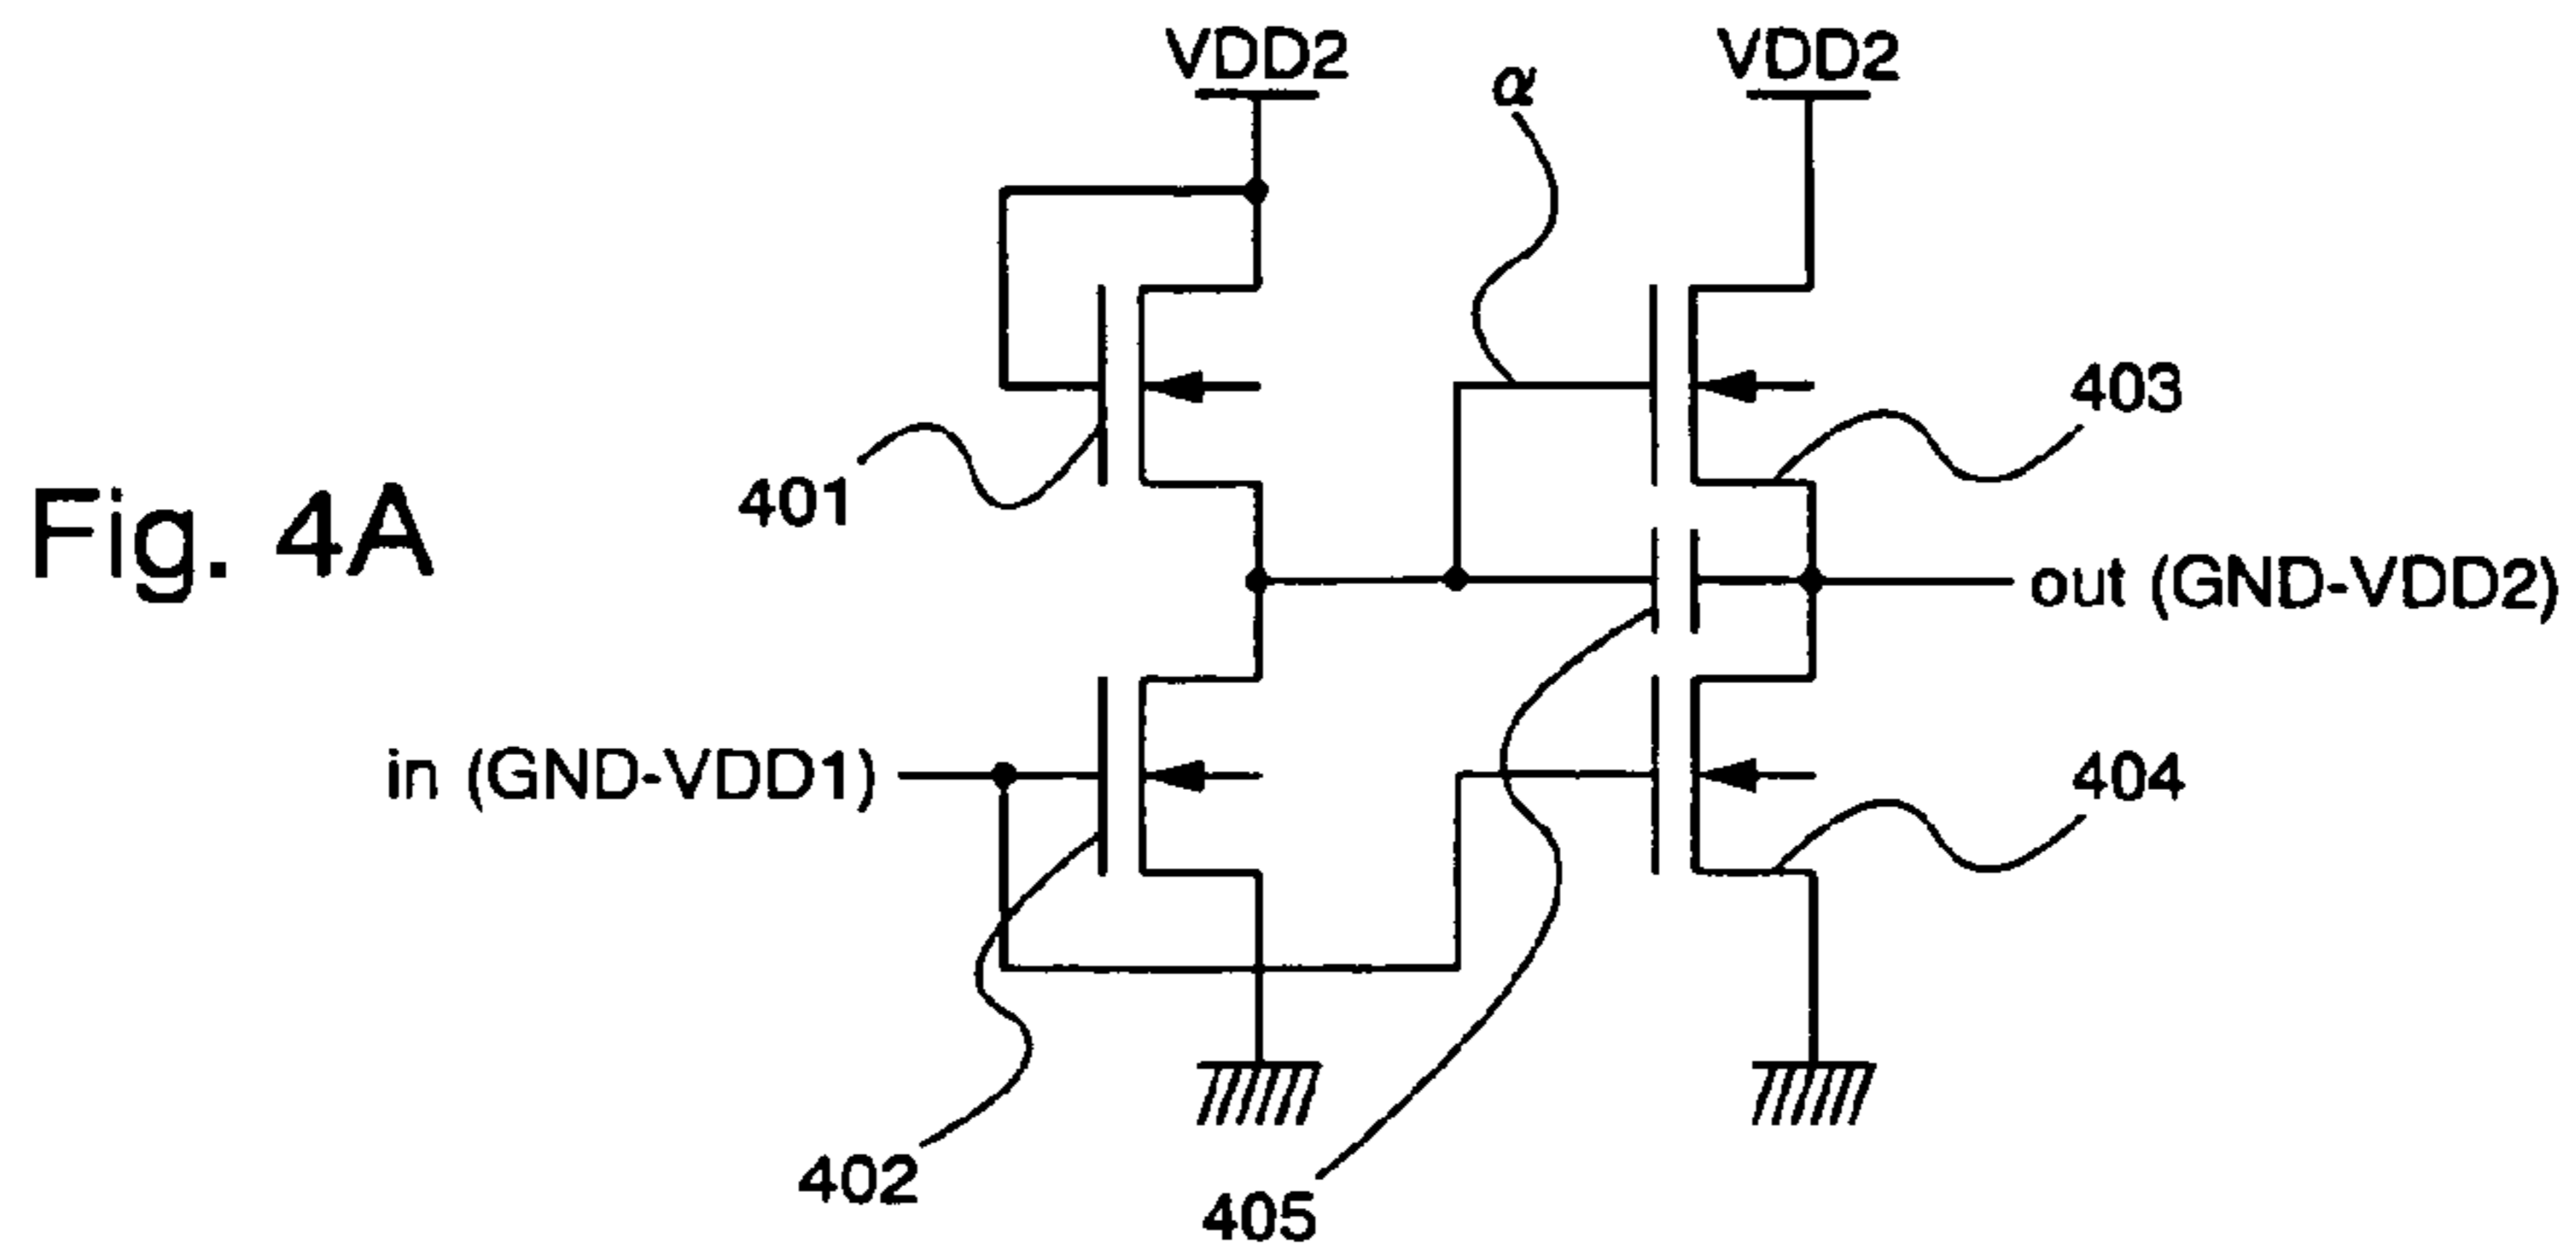 VDD2
VDD2
α
403
401
Fig. 4A
out (GND-VDD2)
in (GND-VDD1)
404
402
405